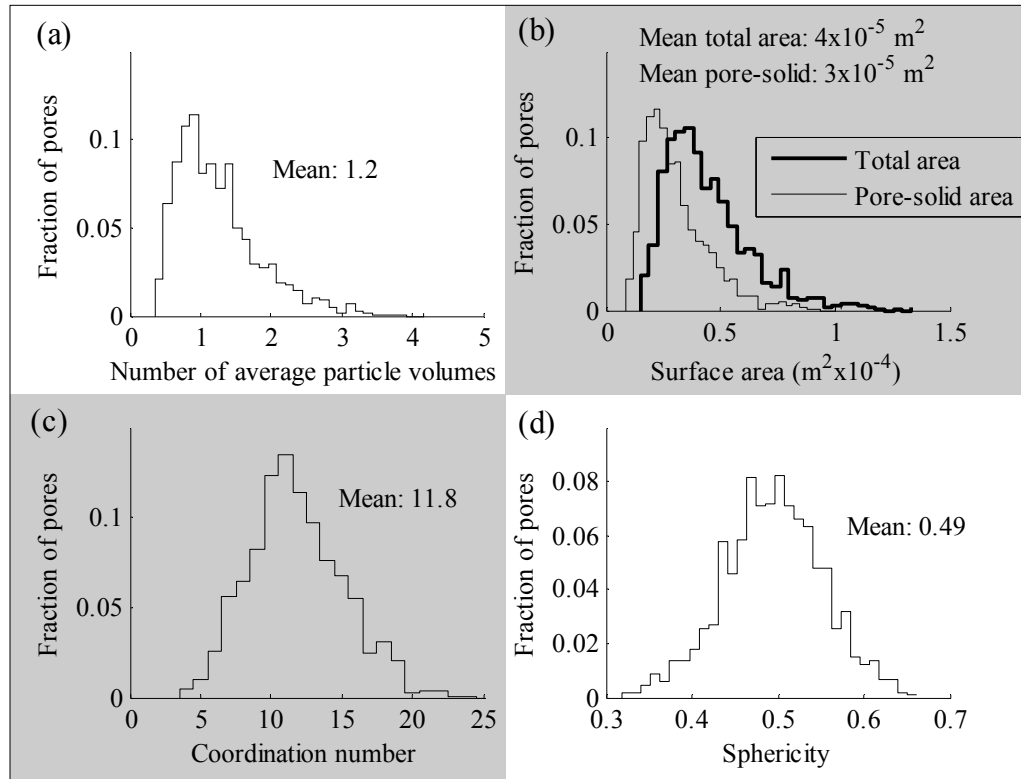 (a)
Fraction of pores
0.1
0.05
0
Mean: 1.2
0 1 2 3 4 5
Number of average particle volumes
(b)
Mean total area: 4x10⁻⁵ m²
Mean pore-solid: 3x10⁻⁵ m²
Fraction of pores
0.1
0.05
0
Total area
Pore-solid area
0 0.5 1 1.5
Surface area (m²x10⁻⁴)
(c)
Fraction of pores
0.1
0.05
0
Mean: 11.8
0 5 10 15 20 25
Coordination number
(d)
Fraction of pores
0.08
0.06
0.04
0.02
0
Mean: 0.49
0.3 0.4 0.5 0.6 0.7
Sphericity